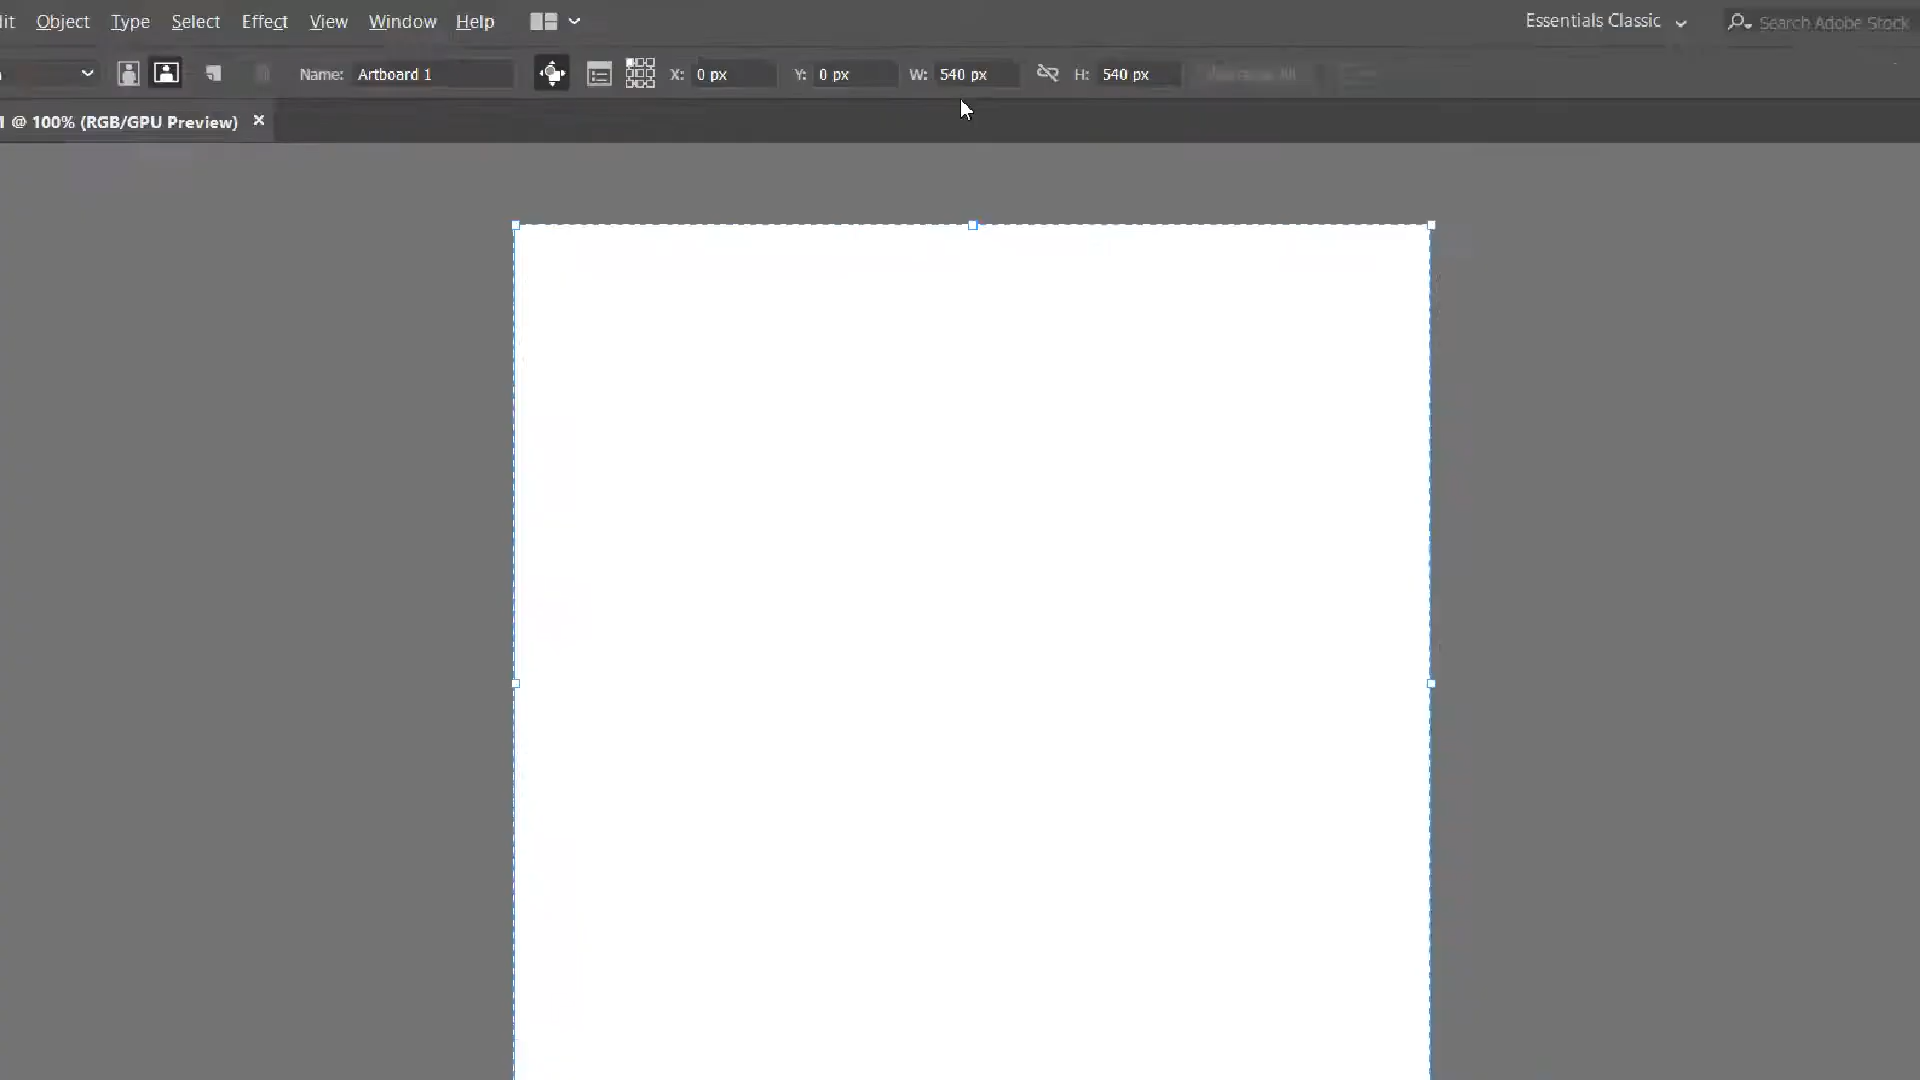 it Object Type Select Effect View Window Help Essentials Classic Search Adobe Stock
Name: Artboard 1 X: 0 px Y: 0 px W: 540 px H: 540 px
1 @ 100% (RGB/GPU Preview) ×